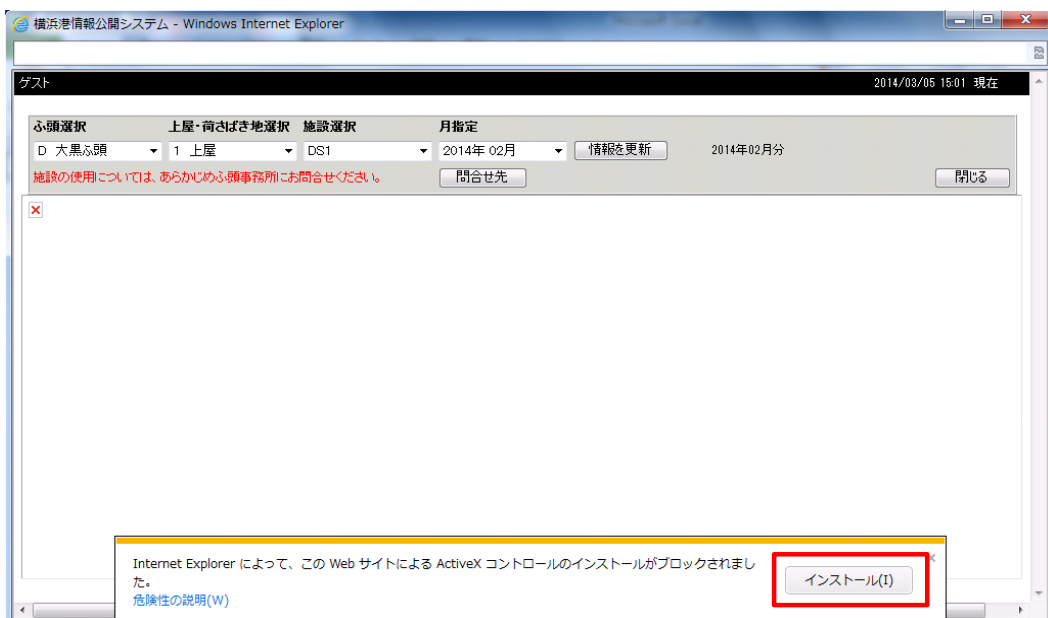 横浜港情報公開システム - Windows Internet Explorer
ゲスト 2014/03/05 15:01 現在
ふ頭選択 上屋・荷さばき地選択 施設選択 月指定
D 大黒ふ頭 1 上屋 DS1 2014年 02月 情報を更新 2014年02月分
施設の使用については、あらかじめふ頭事務所にお問合せください。 問合せ先 閉じる
Internet Explorer によって、この Web サイトによる ActiveX コントロールのインストールがブロックされまし
た。
インストール(I)
危険性の説明(W)